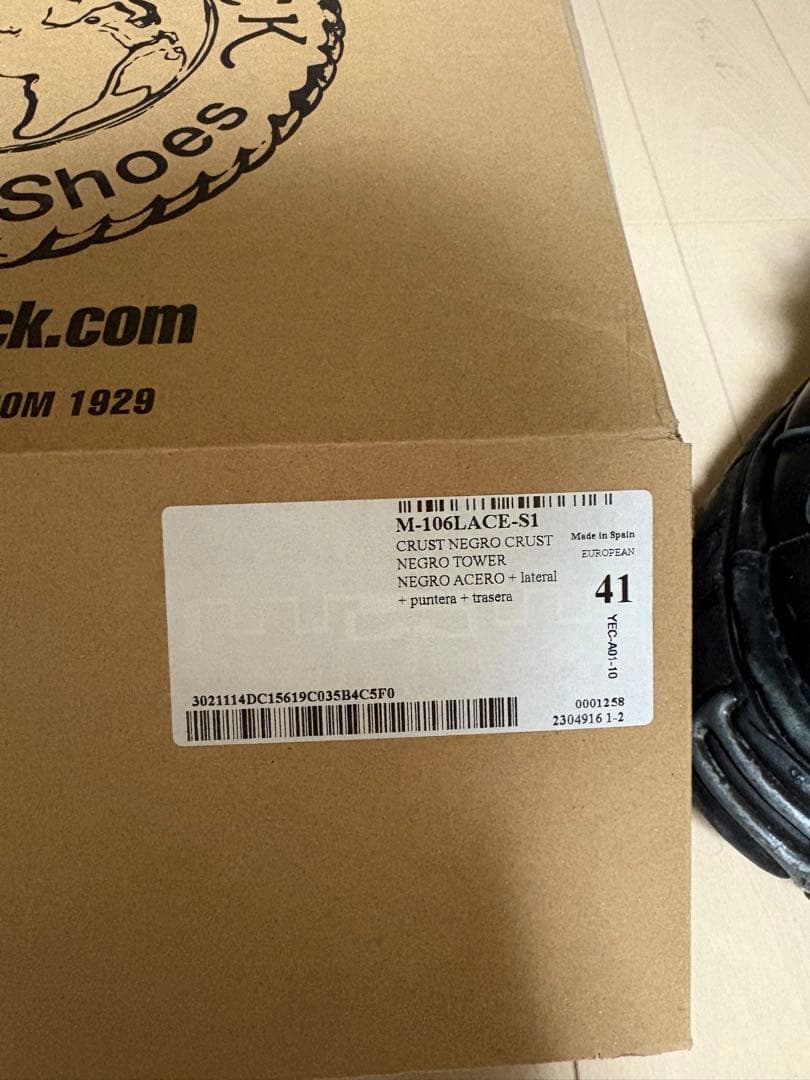 CK
Shoes
ck.com
OM 1929
M-106LACE-S1
CRUST NEGRO CRUST
NEGRO TOWER
NEGRO ACERO + lateral
+ puntera + trasera
Made in Spain
EUROPEAN
41
YEC-A01-10
3021114DC15619C035B4C5F0
0001258
2304916 1-2